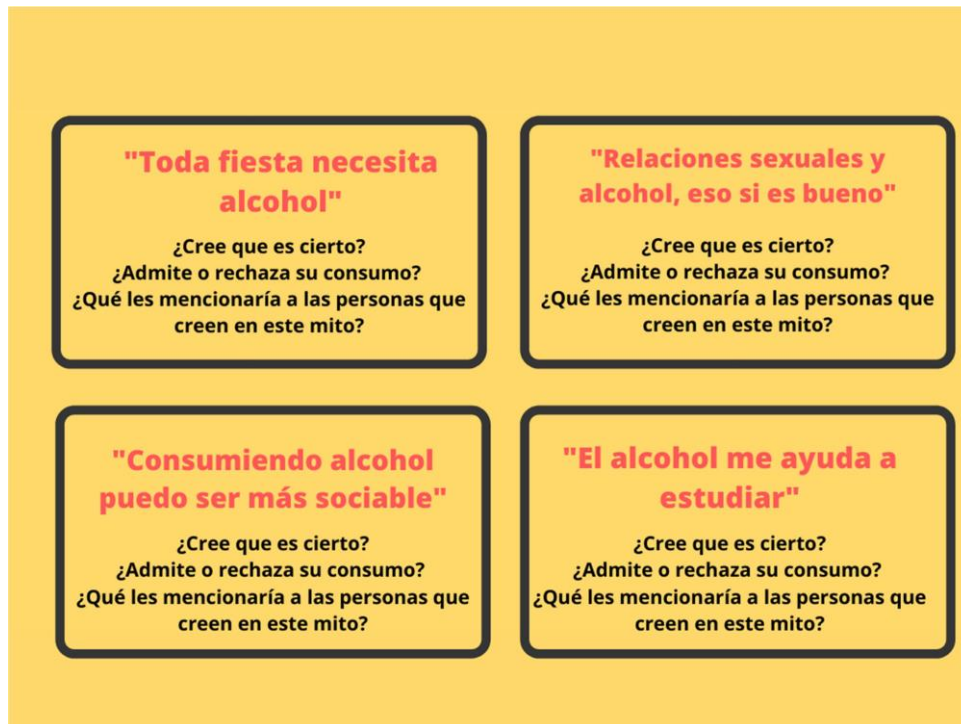 "Toda fiesta necesita
alcohol"
¿Cree que es cierto?
¿Admite o rechaza su consumo?
¿Qué les mencionaría a las personas que
creen en este mito?
"Relaciones sexuales y
alcohol, eso si es bueno"
¿Cree que es cierto?
¿Admite o rechaza su consumo?
¿Qué les mencionaría a las personas que
creen en este mito?
"Consumiendo alcohol
puedo ser más sociable"
¿Cree que es cierto?
¿Admite o rechaza su consumo?
¿Qué les mencionaría a las personas que
creen en este mito?
"El alcohol me ayuda a
estudiar"
¿Cree que es cierto?
¿Admite o rechaza su consumo?
¿Qué les mencionaría a las personas que
creen en este mito?